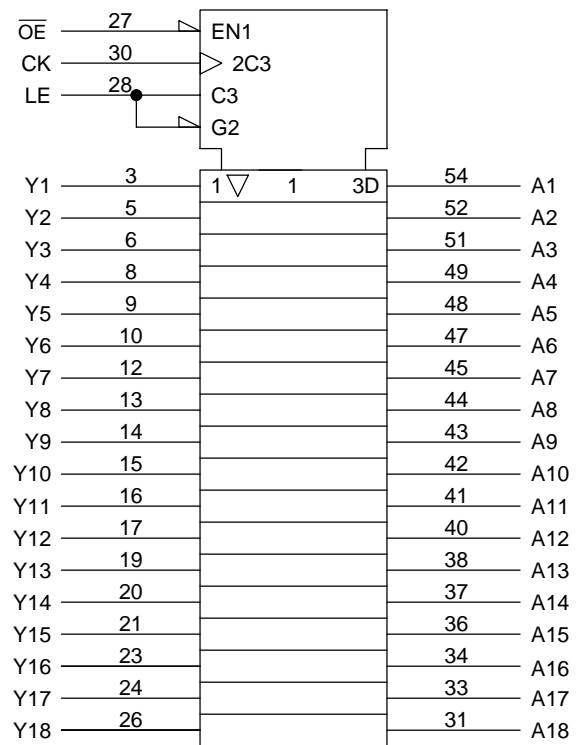 OE 27 EN1
CK 30 2C3
LE 28 C3
G2
Y1 3 1 1 3D 54 A1
Y2 5 52 A2
Y3 6 51 A3
Y4 8 49 A4
Y5 9 48 A5
Y6 10 47 A6
Y7 12 45 A7
Y8 13 44 A8
Y9 14 43 A9
Y10 15 42 A10
Y11 16 41 A11
Y12 17 40 A12
Y13 19 38 A13
Y14 20 37 A14
Y15 21 36 A15
Y16 23 34 A16
Y17 24 33 A17
Y18 26 31 A18